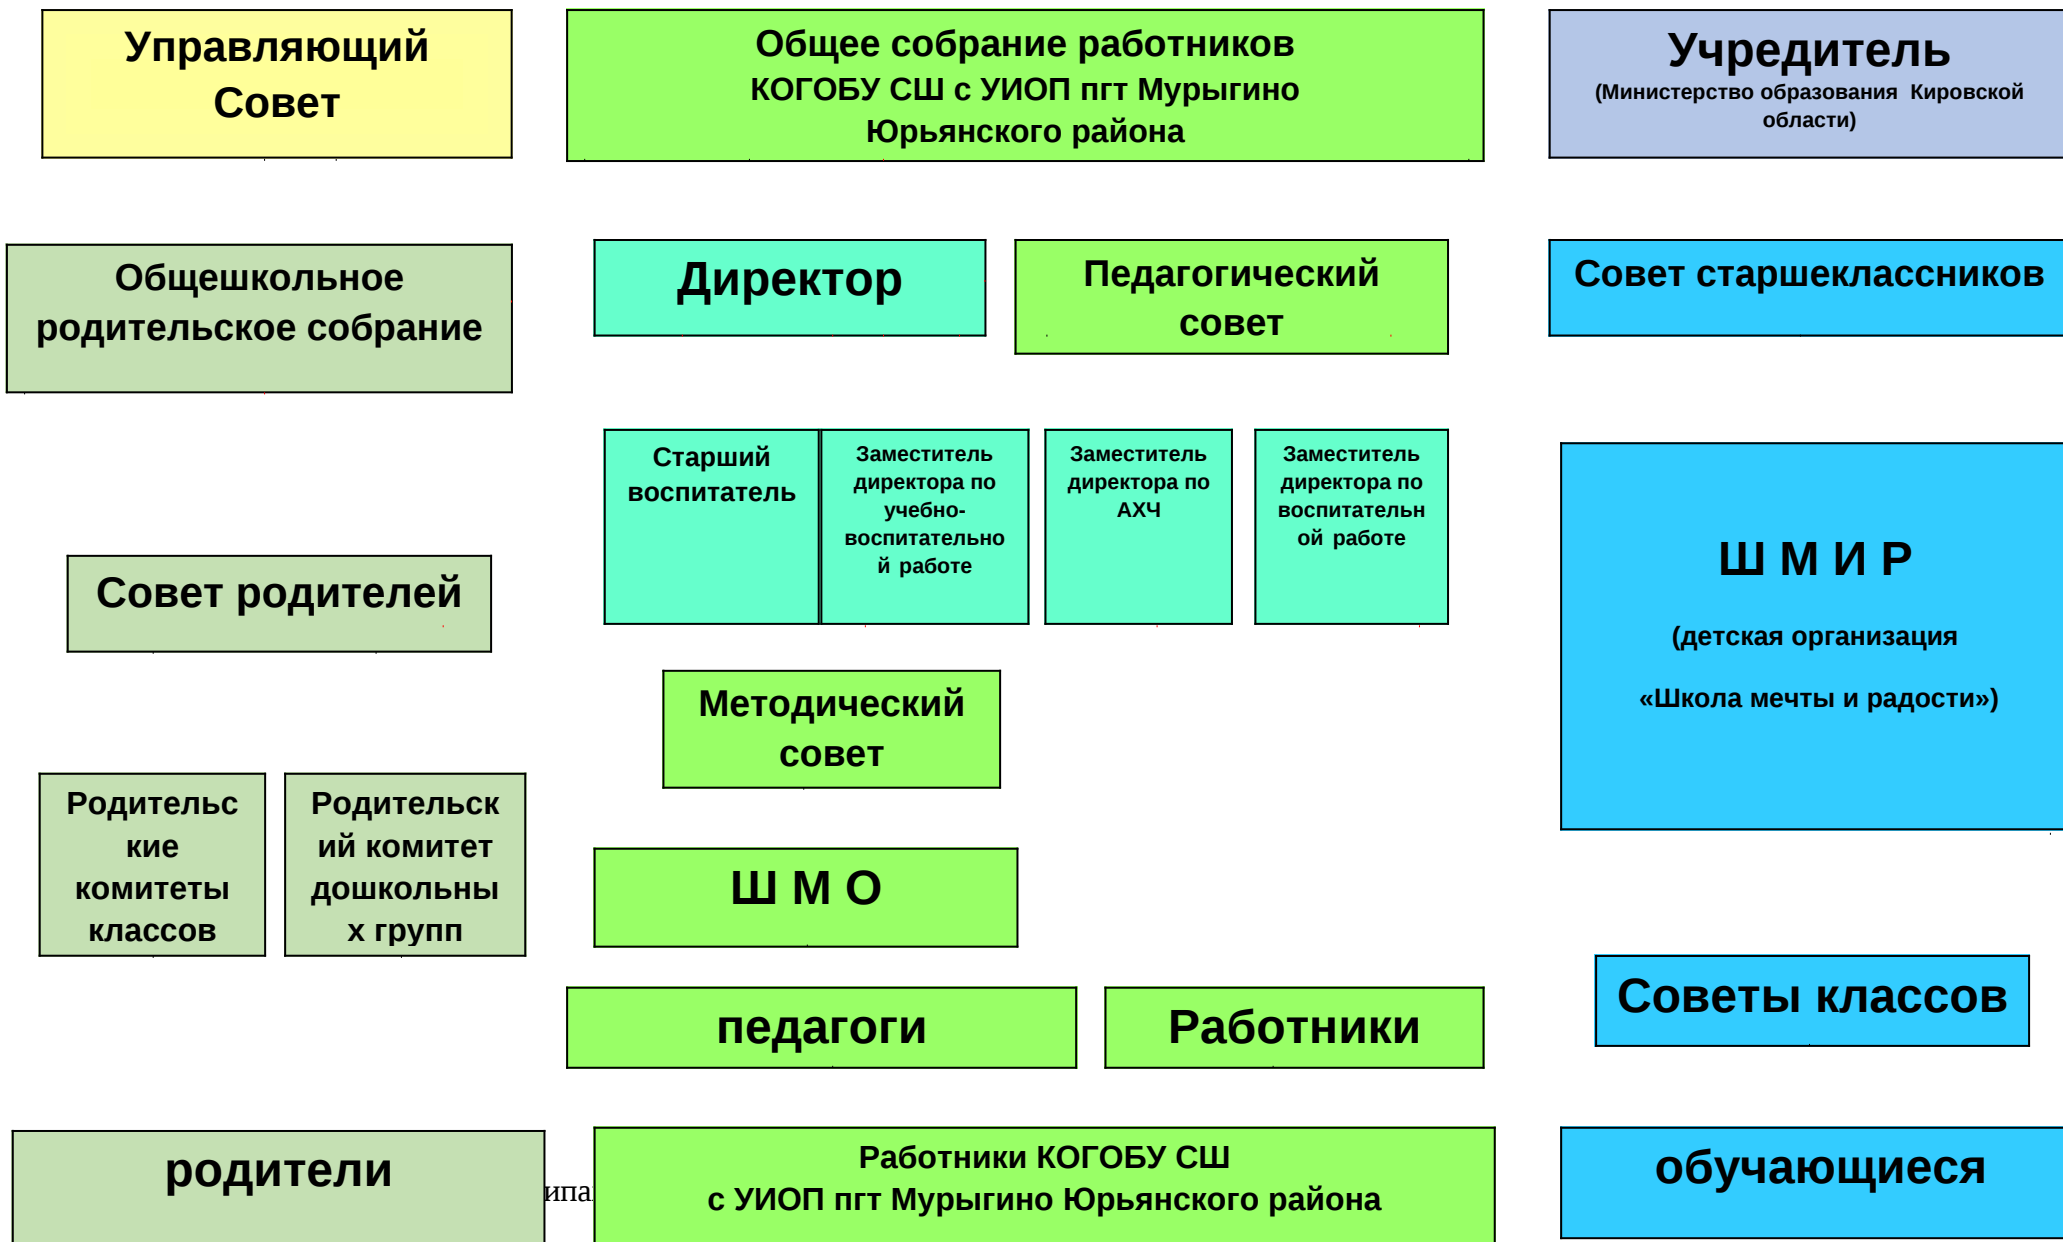 Управляющий
Совет
Общее собрание работников
КОГОБУ СШ с УИОП пгт Мурыгино
Юрьянского района
Учредитель
(Министерство образования Кировской
области)
Общешкольное
родительское собрание
Директор
Педагогический
совет
Совет старшеклассников
Старший
воспитатель
Заместитель
директора по
учебно-
воспитательно
й работе
Заместитель
директора по
АХЧ
Заместитель
директора по
воспитательн
ой работе
Ш М И Р
(детская организация
«Школа мечты и радости»)
Совет родителей
Методический
совет
Родительс
кие
комитеты
классов
Родительск
ий комитет
дошкольны
х групп
Ш М О
Советы классов
педагоги
Работники
родители
ипа
Работники КОГОБУ СШ
с УИОП пгт Мурыгино Юрьянского района
обучающиеся